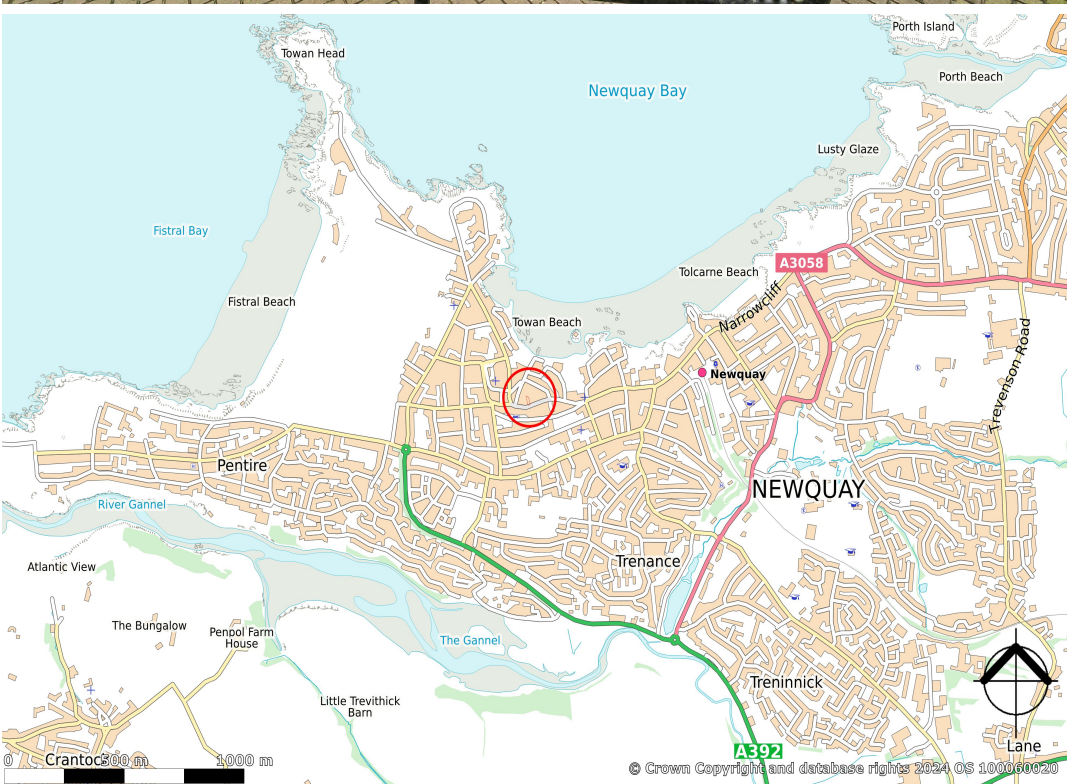 Porth Island
Towan Head
Porth Beach
Newquay Bay
Lusty Glaze
Fistral Bay
A3058
Tolcarne Beach
Fistral Beach
Narrowcliff
Towan Beach
Trevenson Road
Newquay
Pentire
NEWQUAY
River Gannel
Trenance
Atlantic View
The Bungalow
Penpol Farm
House
The Gannel
Treninnick
Little Trevithick
Barn
Lane
A392
Crantock
0 500 m 1000 m
© Crown Copyright and database rights 2024 OS 100060020